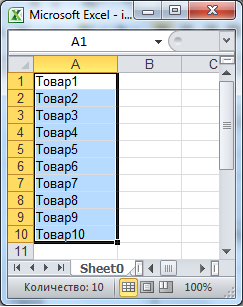 Microsoft Excel - i...
A1
A B C
1 Товар1
2 Товар2
3 Товар3
4 Товар4
5 Товар5
6 Товар6
7 Товар7
8 Товар8
9 Товар9
10 Товар10
11
Sheet0
Количество: 10 100%